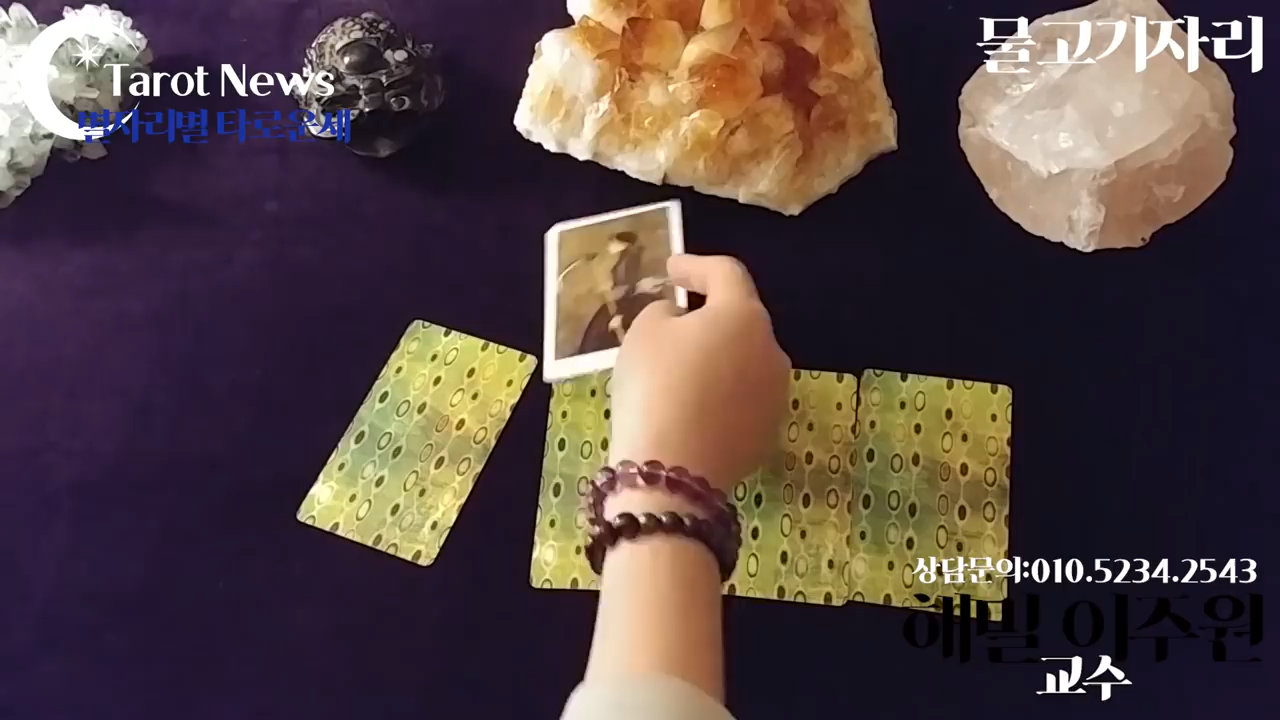 물고기자리
Tarot News
별자리별 타로운세
상담문의:010.5234.2543
해밀 이주원
교수